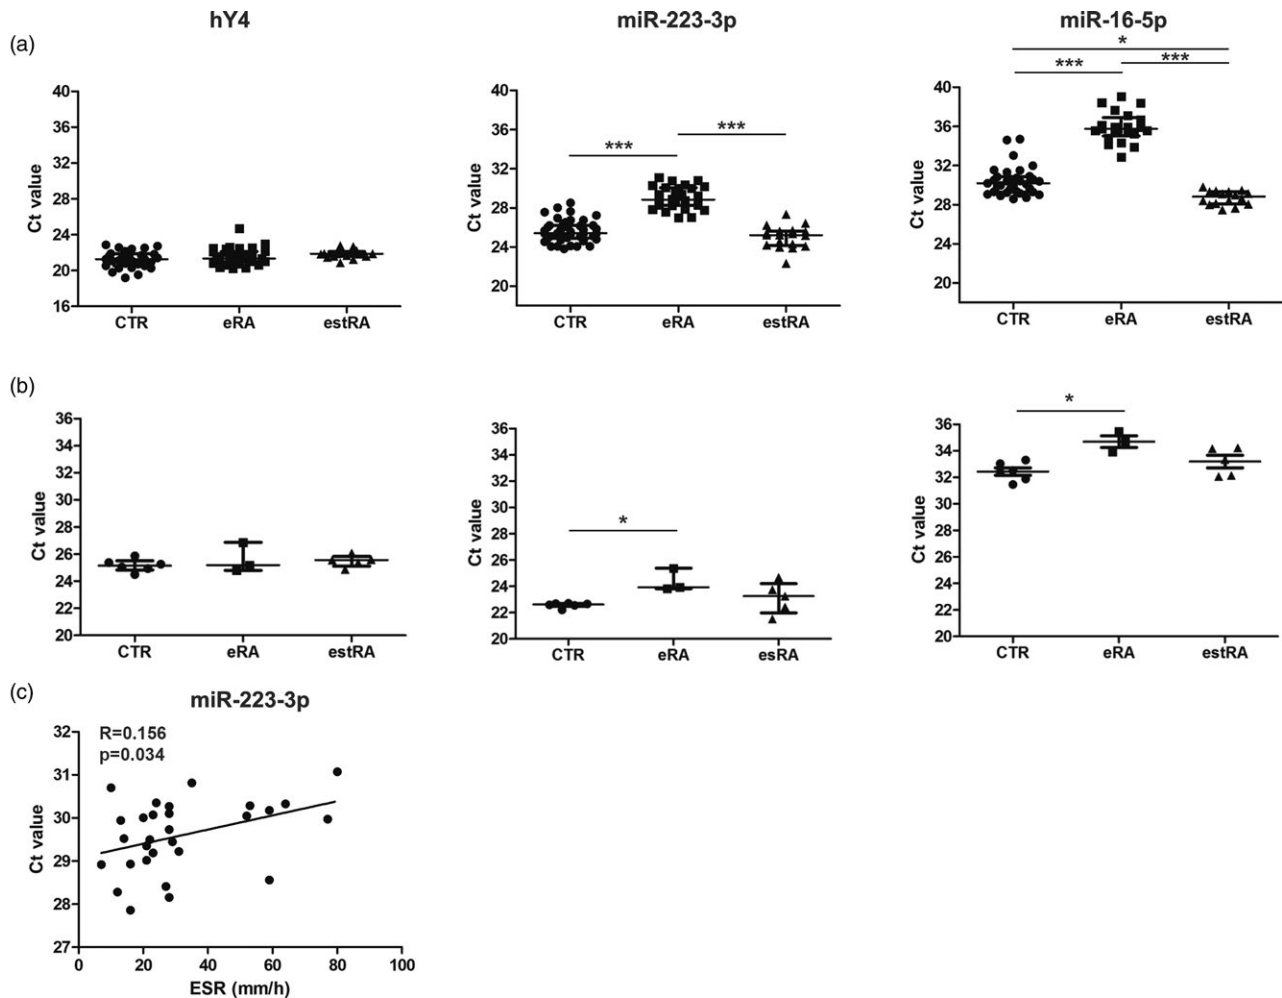 hY4 miR-223-3p miR-16-5p
(a)
*
*** ***
*** ***
Ct value
40
36
32
28
24
20
16
CTR eRA estRA
Ct value
40
36
32
28
24
20
CTR eRA estRA
Ct value
40
36
32
28
24
20
CTR eRA estRA
(b)
Ct value
36
34
32
30
28
26
24
22
20
CTR eRA estRA
*
Ct value
36
34
32
30
28
26
24
22
20
CTR eRA esRA
*
Ct value
36
34
32
30
28
26
24
22
20
CTR eRA estRA
(c)
miR-223-3p
R=0.156
p=0.034
Ct value
32
31
30
29
28
27
0 20 40 60 80 100
ESR (mm/h)